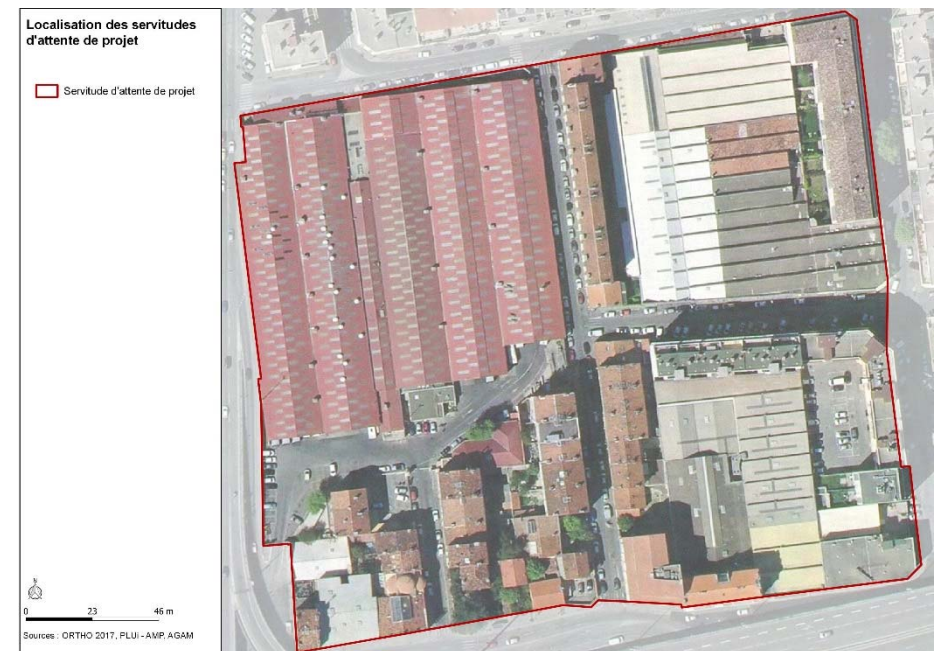 Localisation des servitudes
d'attente de projet
Servitude d'attente de projet
N
0 23 46 m
Sources : ORTHO 2017, PLUi - AMP, AGAM